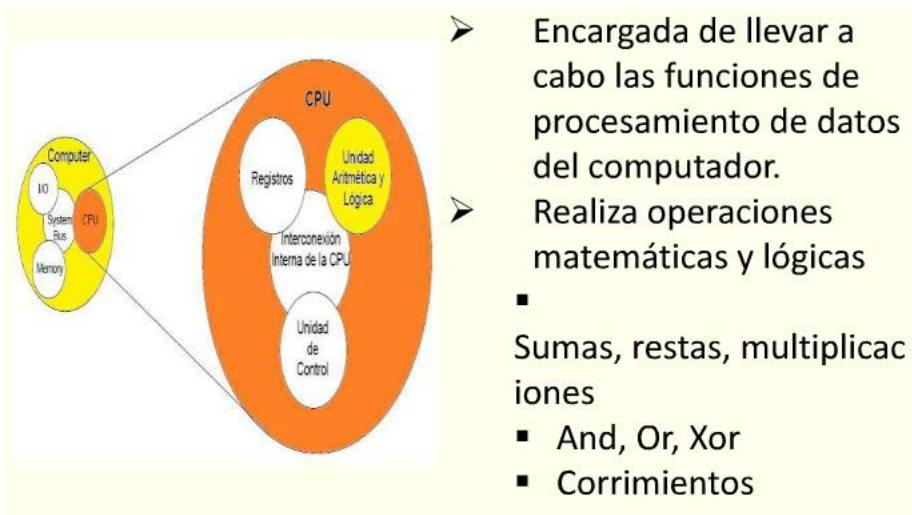 Computer
I/O
System
Bus
CPU
Memory
CPU
Registros
Unidad
Aritmética y
Lógica
Interconexión
Interna de la CPU
Unidad
de
Control
➢ Encargada de llevar a
cabo las funciones de
procesamiento de datos
del computador.
➢ Realiza operaciones
matemáticas y lógicas
▪
Sumas, restas, multiplicac
iones
▪ And, Or, Xor
▪ Corrimientos